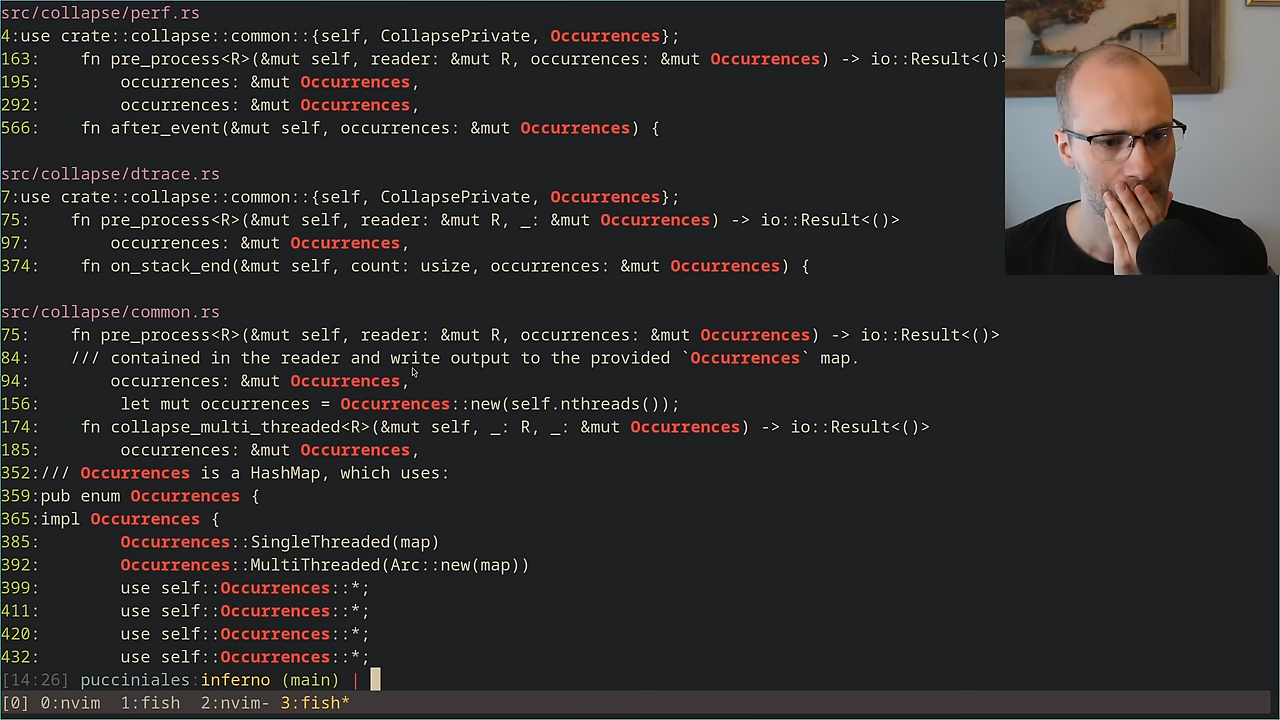 src/collapse/perf.rs
4:use crate::collapse::common::{self, CollapsePrivate, Occurrences};
163:    fn pre_process<R>(&mut self, reader: &mut R, occurrences: &mut Occurrences) -> io::Result<()>
195:        occurrences: &mut Occurrences,
292:        occurrences: &mut Occurrences,
566:    fn after_event(&mut self, occurrences: &mut Occurrences) {

src/collapse/dtrace.rs
7:use crate::collapse::common::{self, CollapsePrivate, Occurrences};
75:    fn pre_process<R>(&mut self, reader: &mut R, _: &mut Occurrences) -> io::Result<()>
97:        occurrences: &mut Occurrences,
374:    fn on_stack_end(&mut self, count: usize, occurrences: &mut Occurrences) {

src/collapse/common.rs
75:    fn pre_process<R>(&mut self, reader: &mut R, occurrences: &mut Occurrences) -> io::Result<()>
84:    /// contained in the reader and write output to the provided `Occurrences` map.
94:        occurrences: &mut Occurrences,
156:        let mut occurrences = Occurrences::new(self.nthreads());
174:    fn collapse_multi_threaded<R>(&mut self, _: R, _: &mut Occurrences) -> io::Result<()>
185:        occurrences: &mut Occurrences,
352:/// Occurrences is a HashMap, which uses:
359:pub enum Occurrences {
365:impl Occurrences {
385:        Occurrences::SingleThreaded(map)
392:        Occurrences::MultiThreaded(Arc::new(map))
399:        use self::Occurrences::*;
411:        use self::Occurrences::*;
420:        use self::Occurrences::*;
432:        use self::Occurrences::*;
[14:26] pucciniales:inferno (main) |
[0] 0:nvim  1:fish  2:nvim- 3:fish*